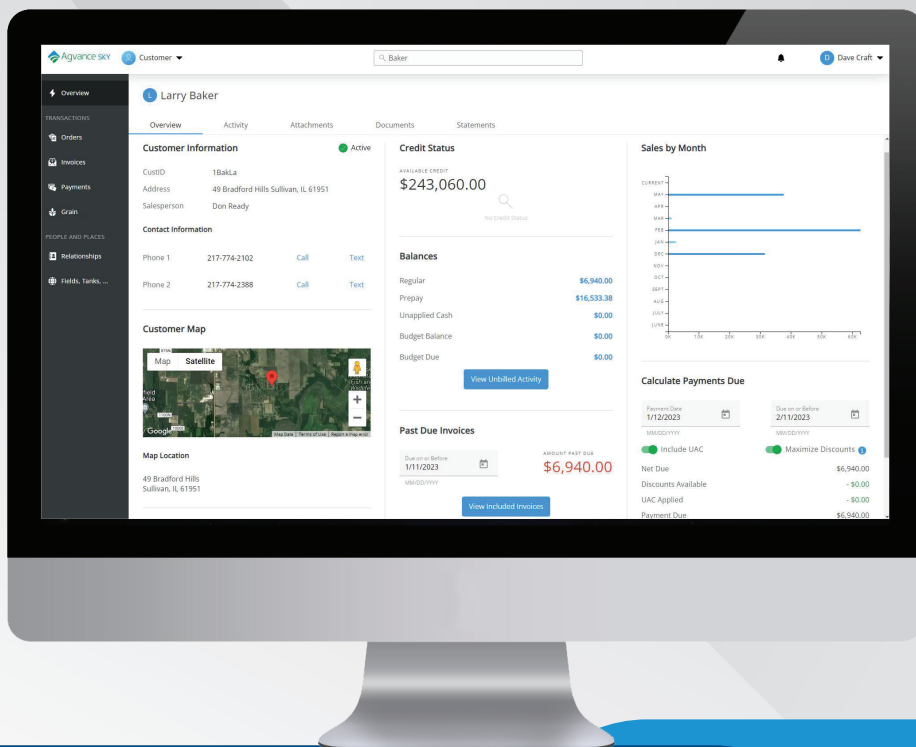 Agvance SKY
Customer
Baker
D
Dave Craft
Overview
TRANSACTIONS
Orders
Invoices
Payments
Grain
PEOPLE AND PLACES
Relationships
Fields, Tanks, ...
L
Larry Baker
Overview Activity Attachments Documents Statements
Customer Information Active
CustID 1BakLa
Address 49 Bradford Hills Sullivan, IL 61951
Salesperson Don Ready
Contact Information
Phone 1 217-774-2102 Call Text
Phone 2 217-774-2388 Call Text
Customer Map
Map Satellite
Google
Map Data Terms of Use Report a map error
Map Location
49 Bradford Hills
Sullivan, IL 61951
Credit Status
AVAILABLE CREDIT
$243,060.00
No Credit Status
Balances
Regular $6,940.00
Prepay $16,533.38
Unapplied Cash $0.00
Budget Balance $0.00
Budget Due $0.00
View Unbilled Activity
Past Due Invoices
Due on or Before
1/11/2023
MM/DD/YYYY
AMOUNT PAST DUE
$6,940.00
View Included Invoices
Sales by Month
CURRENT
MAY
APR
MAR
FEB
JAN
DEC
NOV
OCT
SEPT
AUG
JULY
JUNE
0K 10K 20K 30K 40K 50K 60K
Calculate Payments Due
Payment Date
1/12/2023
MM/DD/YYYY
Due on or Before
2/11/2023
MM/DD/YYYY
Include UAC Maximize Discounts
Net Due $6,940.00
Discounts Available - $0.00
UAC Applied - $0.00
Payment Due $6,940.00